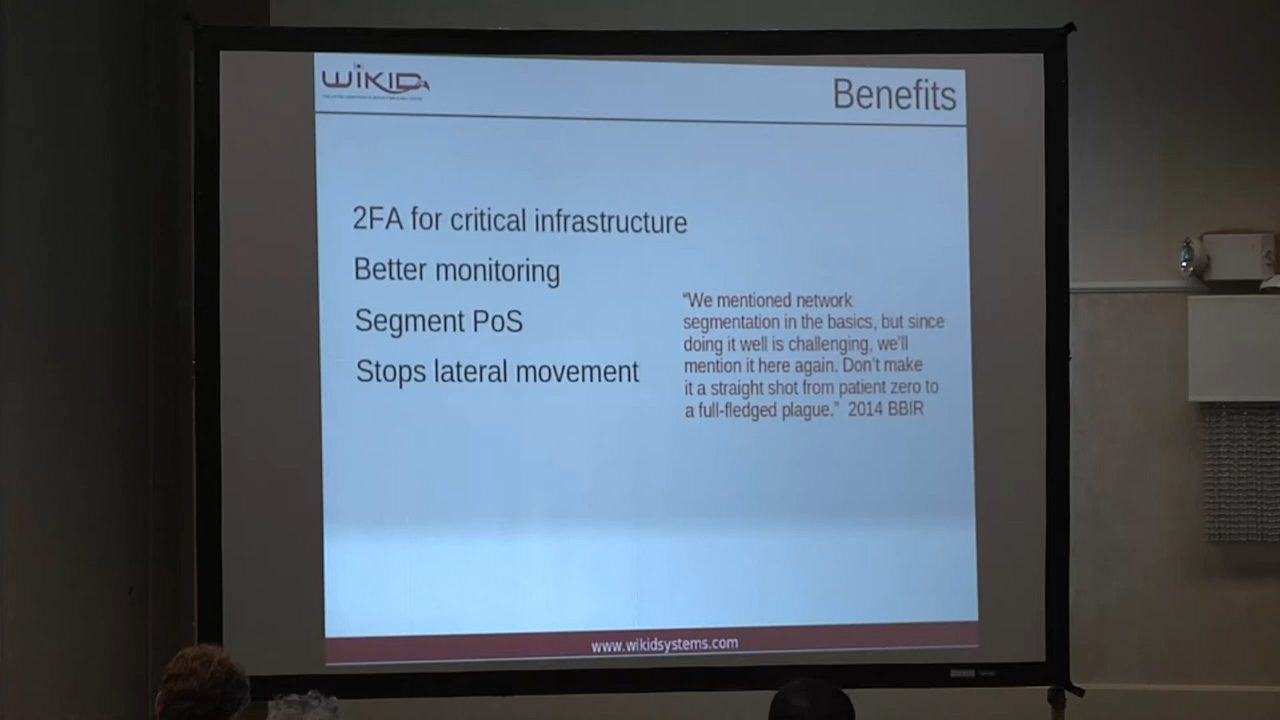 WiKID
Benefits
2FA for critical infrastructure
Better monitoring
Segment PoS
Stops lateral movement
“We mentioned network
segmentation in the basics, but since
doing it well is challenging, we’ll
mention it here again. Don’t make
it a straight shot from patient zero to
a full-fledged plague.” 2014 BBIR
www.wikidsystems.com